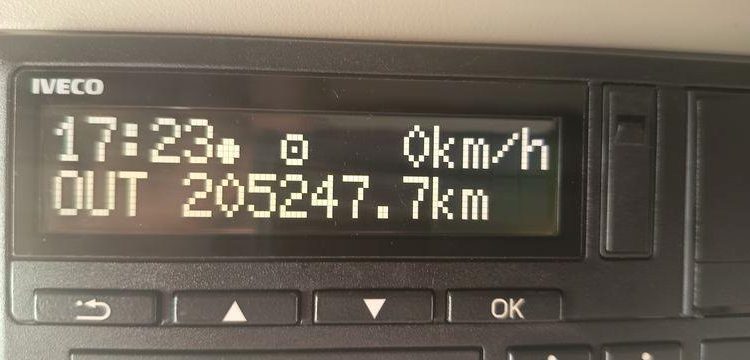 IVECO
17:23● ⊙ 0km/h
OUT 205247.7km
OK